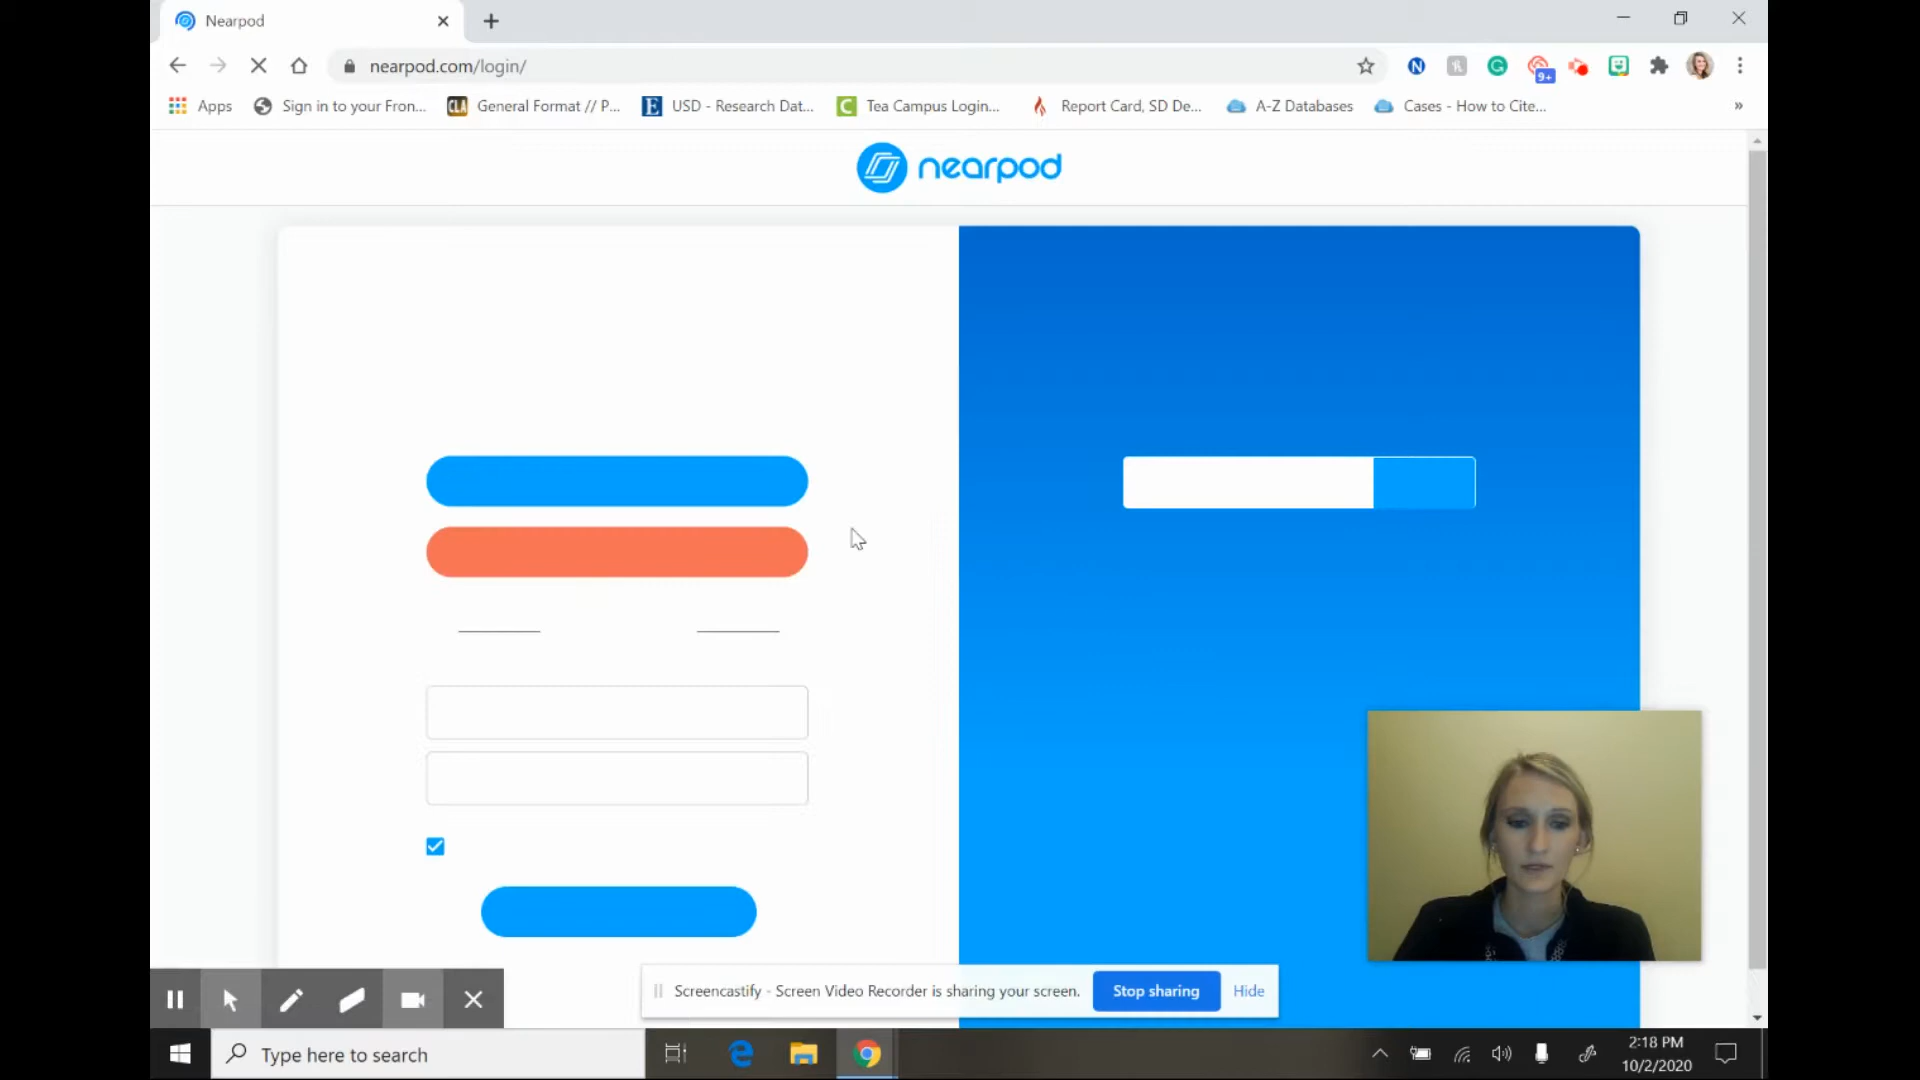 Nearpod
nearpod.com/login/
9+
Apps
Sign in to your Fron...
CLA
General Format // P...
E
USD - Research Dat...
C
Tea Campus Login...
Report Card, SD De...
A-Z Databases
Cases - How to Cite...
»
nearpod
Screencastify - Screen Video Recorder is sharing your screen.
Stop sharing
Hide
Type here to search
2:18 PM
10/2/2020